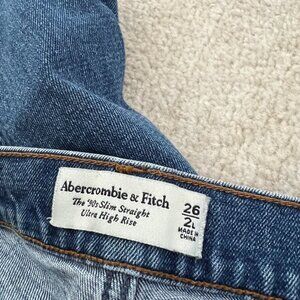 Abercrombie & Fitch
The '90s Slim Straight
Ultra High Rise
26
2L
MADE IN
CHINA